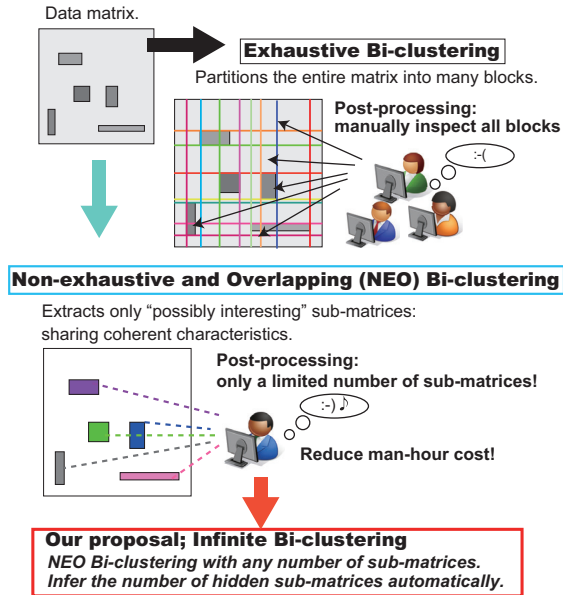 Data matrix.
Exhaustive Bi-clustering
Partitions the entire matrix into many blocks.
Post-processing:
manually inspect all blocks
:-(
Non-exhaustive and Overlapping (NEO) Bi-clustering
Extracts only “possibly interesting” sub-matrices:
sharing coherent characteristics.
Post-processing:
only a limited number of sub-matrices!
:-)♪
Reduce man-hour cost!
Our proposal; Infinite Bi-clustering
NEO Bi-clustering with any number of sub-matrices.
Infer the number of hidden sub-matrices automatically.